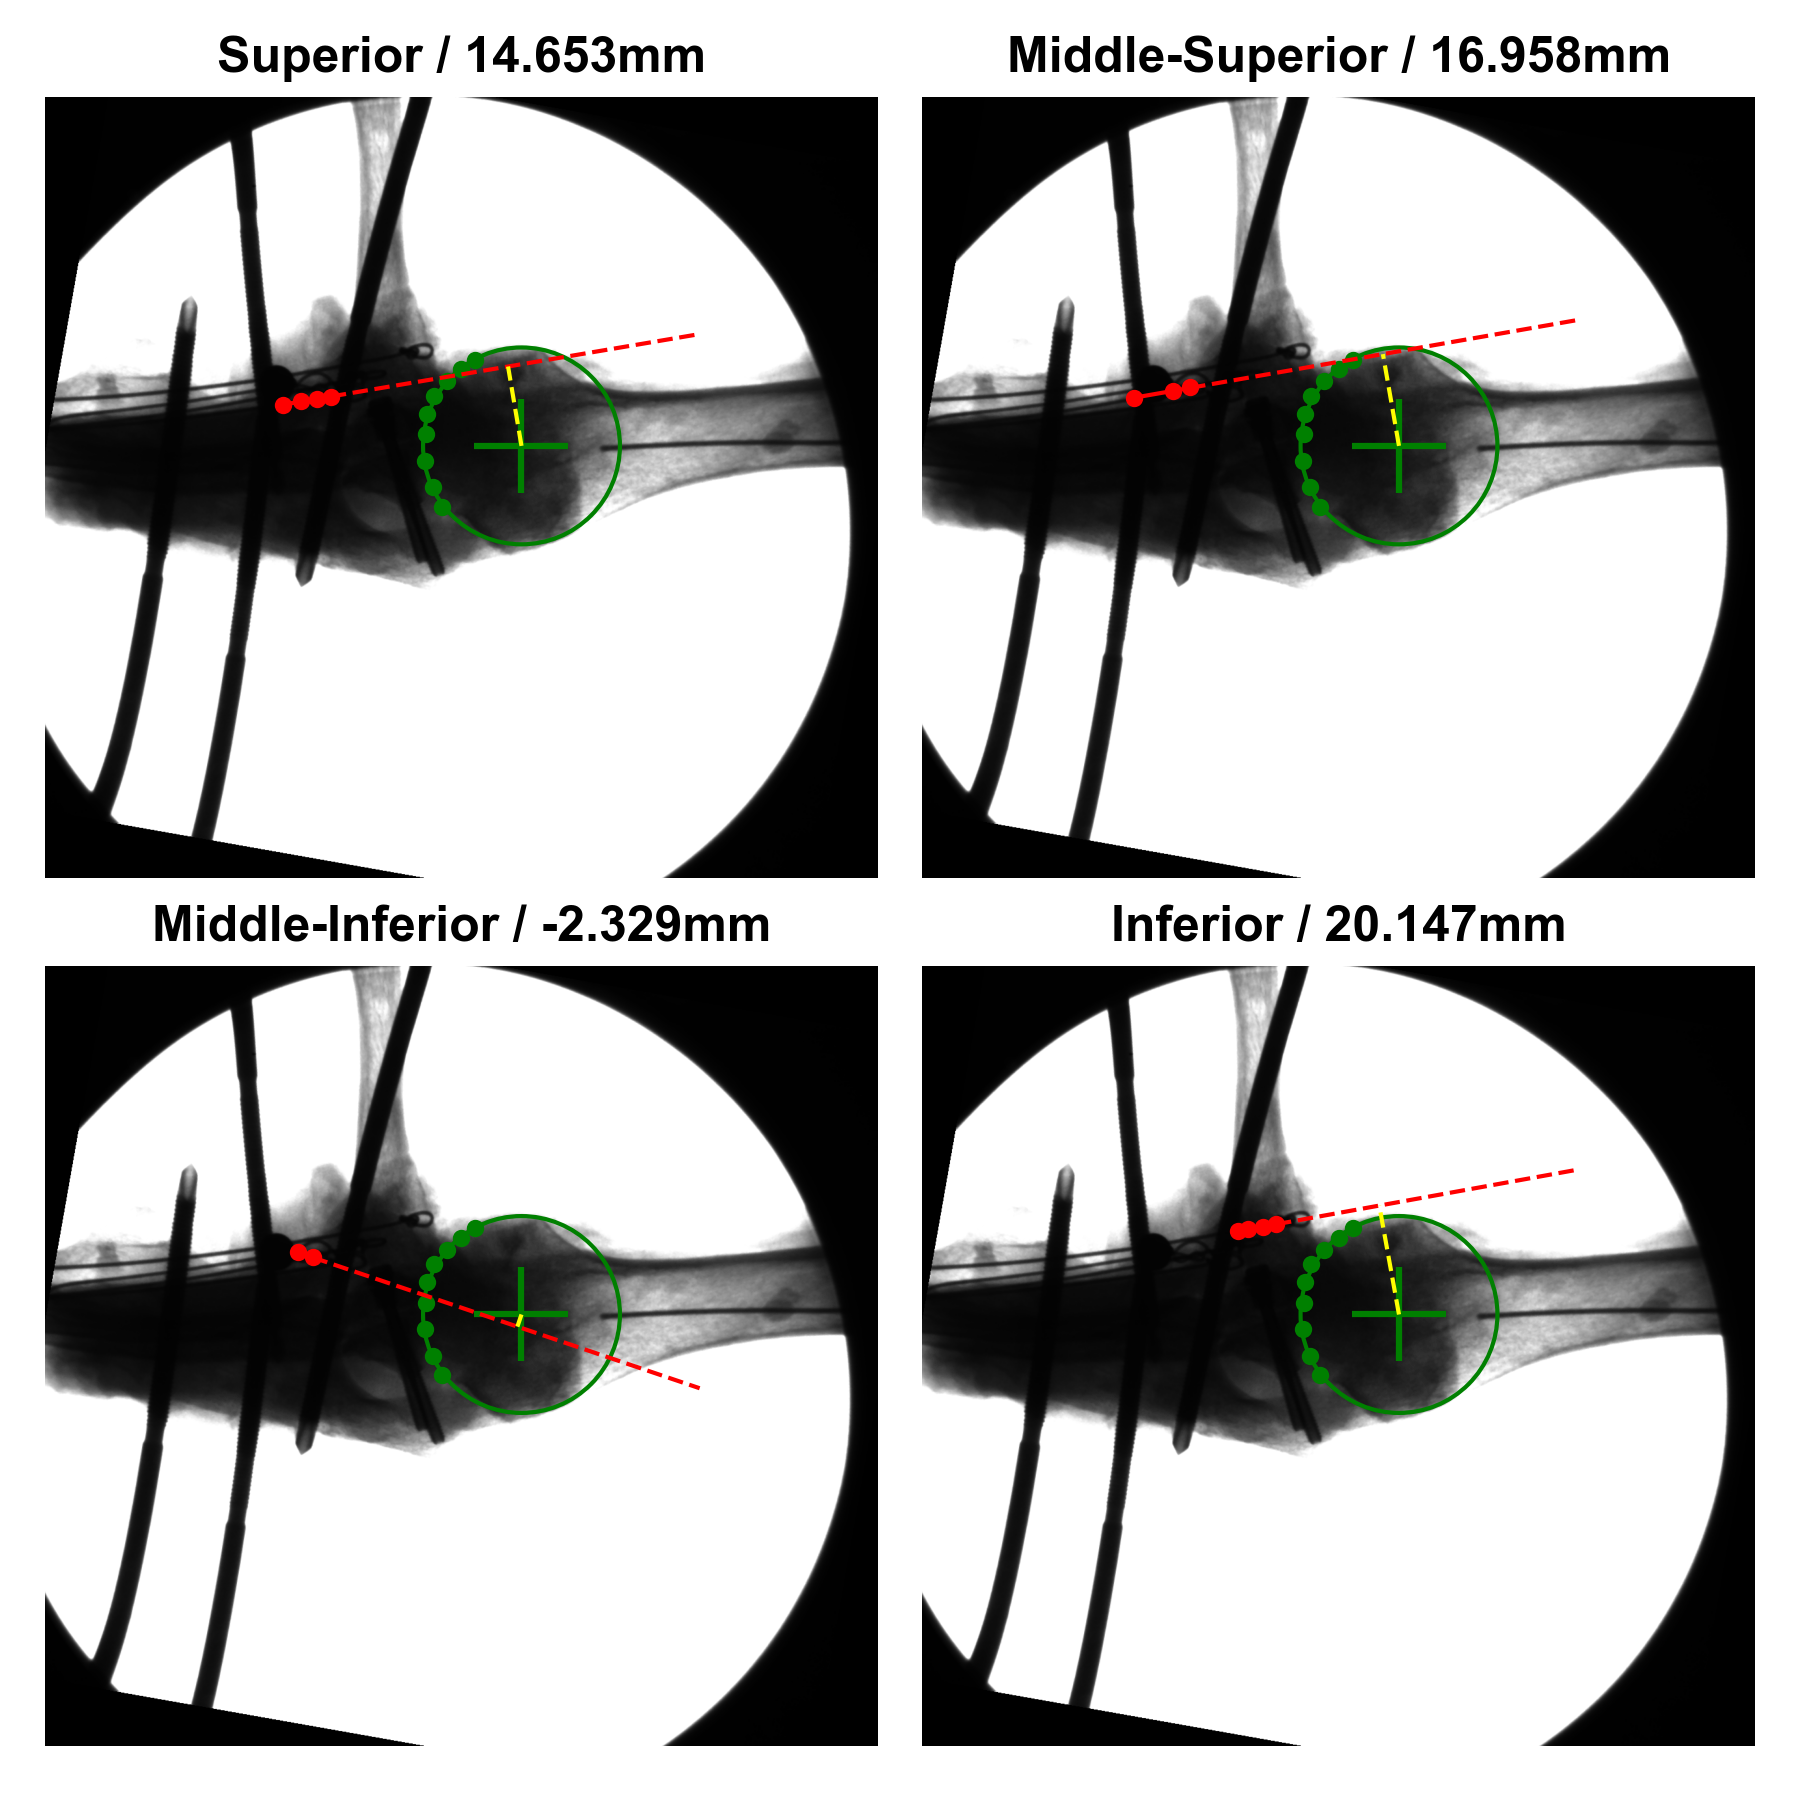 Superior / 14.653mm
Middle-Superior / 16.958mm
Middle-Inferior / -2.329mm
Inferior / 20.147mm